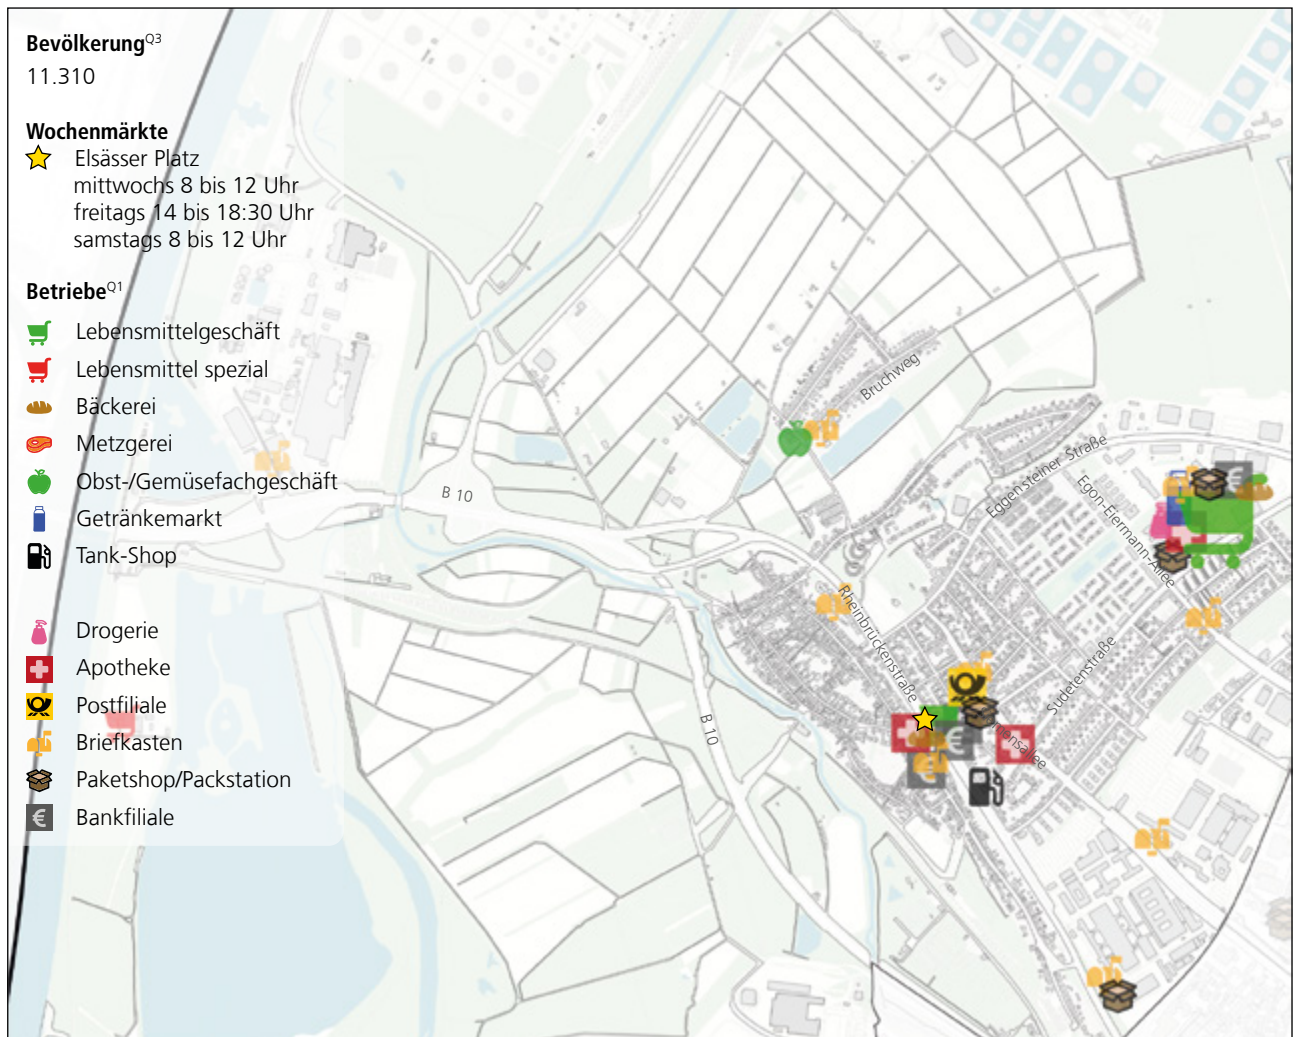 Bevölkerung Q3
11.310
Wochenmärkte
Elsässer Platz
mittwochs 8 bis 12 Uhr
freitags 14 bis 18:30 Uhr
samstags 8 bis 12 Uhr
Betriebe Q1
Lebensmittelgeschäft
Lebensmittel spezial
Bäckerei
Metzgerei
Obst-/Gemüsefachgeschäft
Getränkemarkt
Tank-Shop
Drogerie
Apotheke
Postfiliale
Briefkasten
Paketshop/Packstation
€ Bankfiliale
Bruchweg
B 10
Eggensteiner Straße
Egon-Eiermann-Allee
Rheinbrückenstraße
Sudetenstraße
B 10
€
€
€